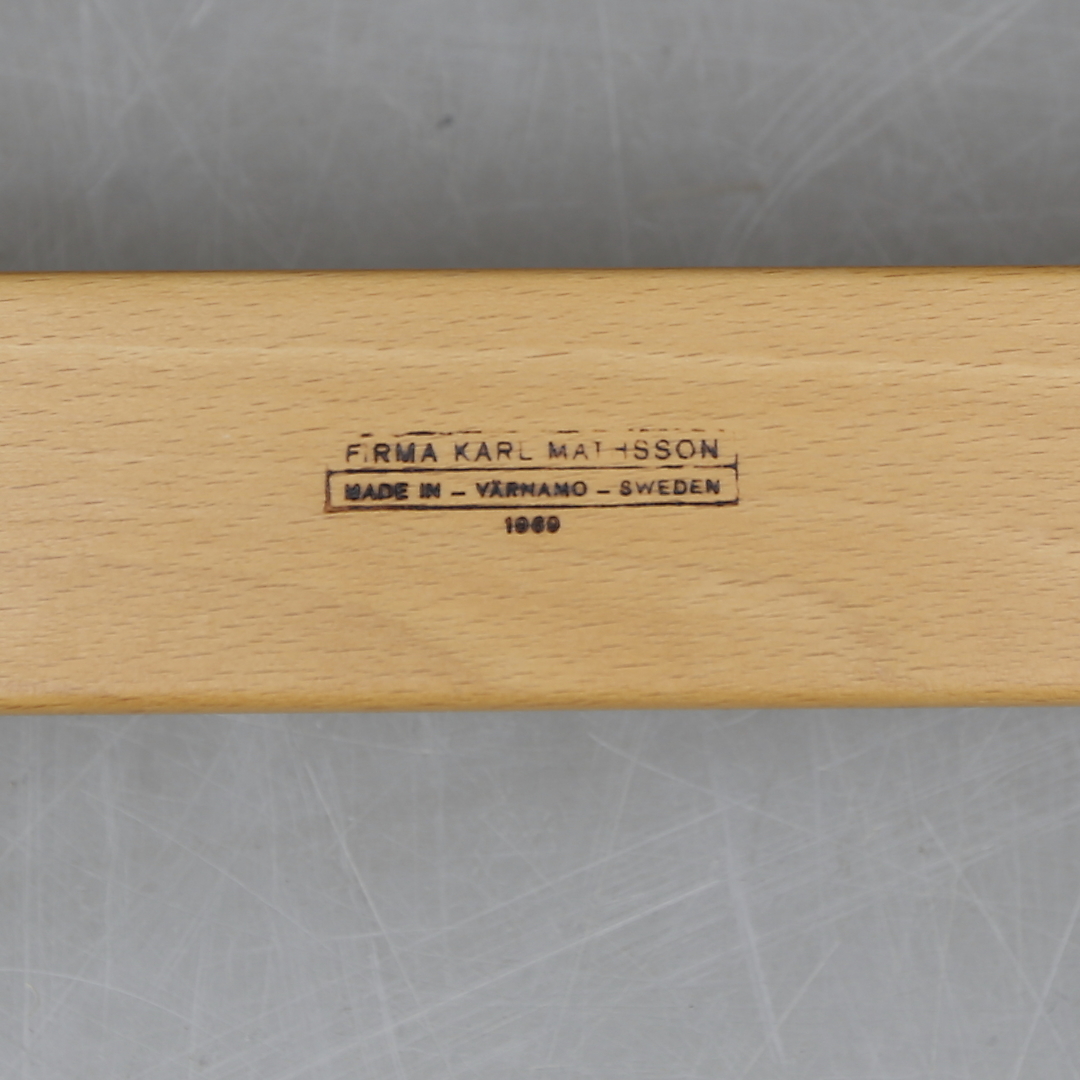 FIRMA KARL MATHSSON
MADE IN – VÄRNAMO – SWEDEN
1969